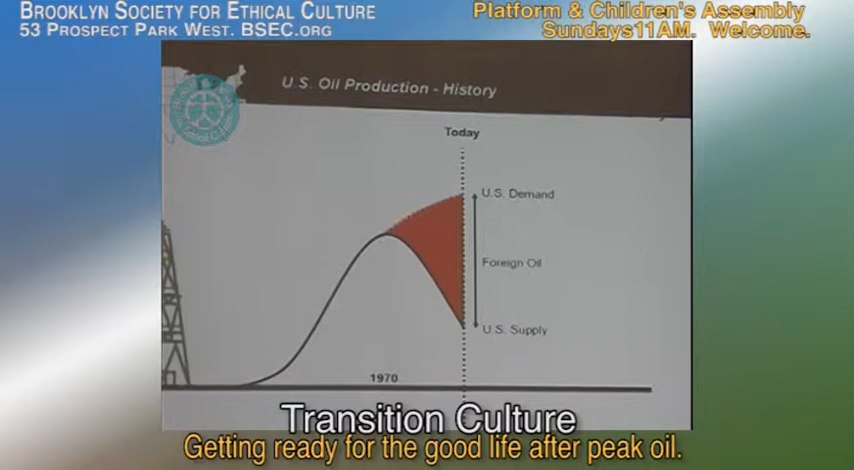 BROOKLYN SOCIETY FOR ETHICAL CULTURE
53 PROSPECT PARK WEST. BSEC.ORG
Platform & Children's Assembly
Sundays11AM. Welcome.
U.S. Oil Production - History
Today
U.S. Demand
Foreign Oil
U.S. Supply
1970
Transition Culture
Getting ready for the good life after peak oil.